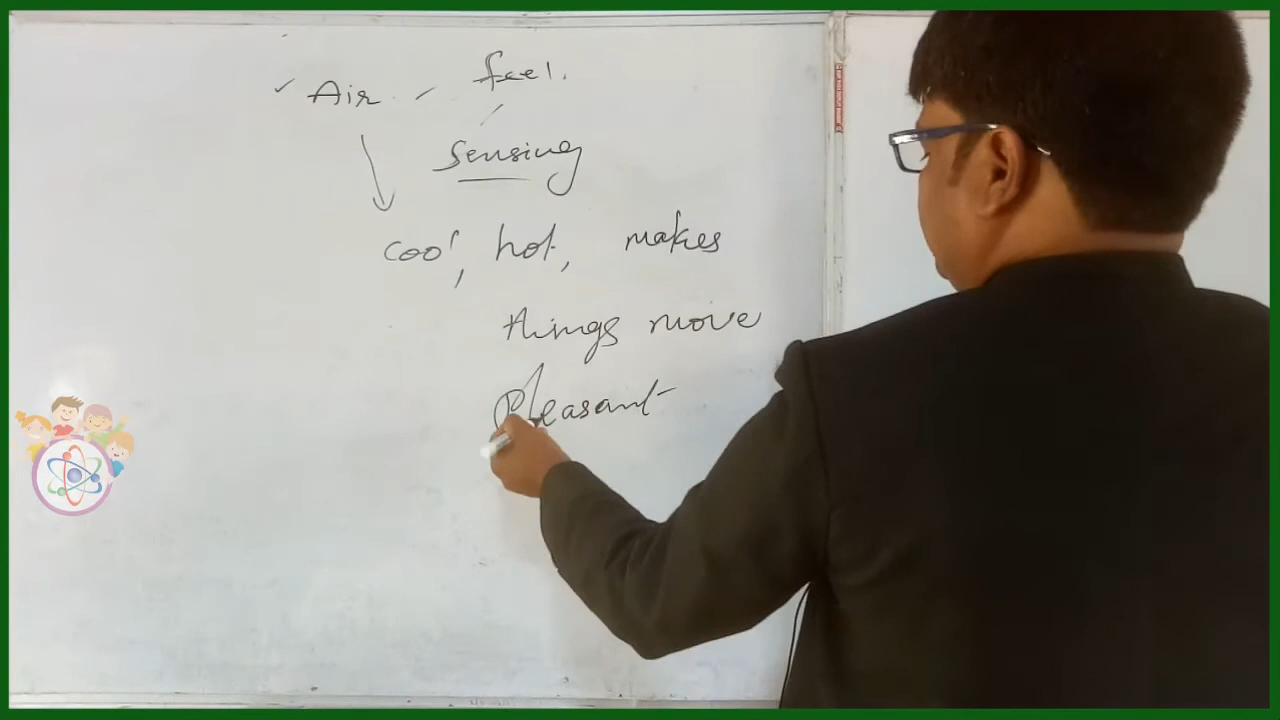 ✓ Air - feel.
sensing
cool, hot, makes
things move
pleasant